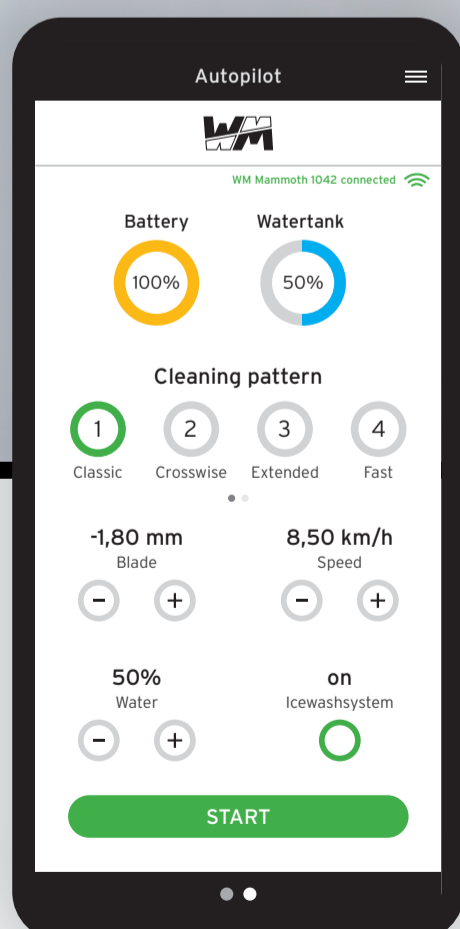 Autopilot
WM
WM Mammoth 1042 connected
Battery Watertank
100% 50%
Cleaning pattern
1 2 3 4
Classic Crosswise Extended Fast
-1,80 mm 8,50 km/h
Blade Speed
- + - +
50% on
Water Icewashsystem
- +
START